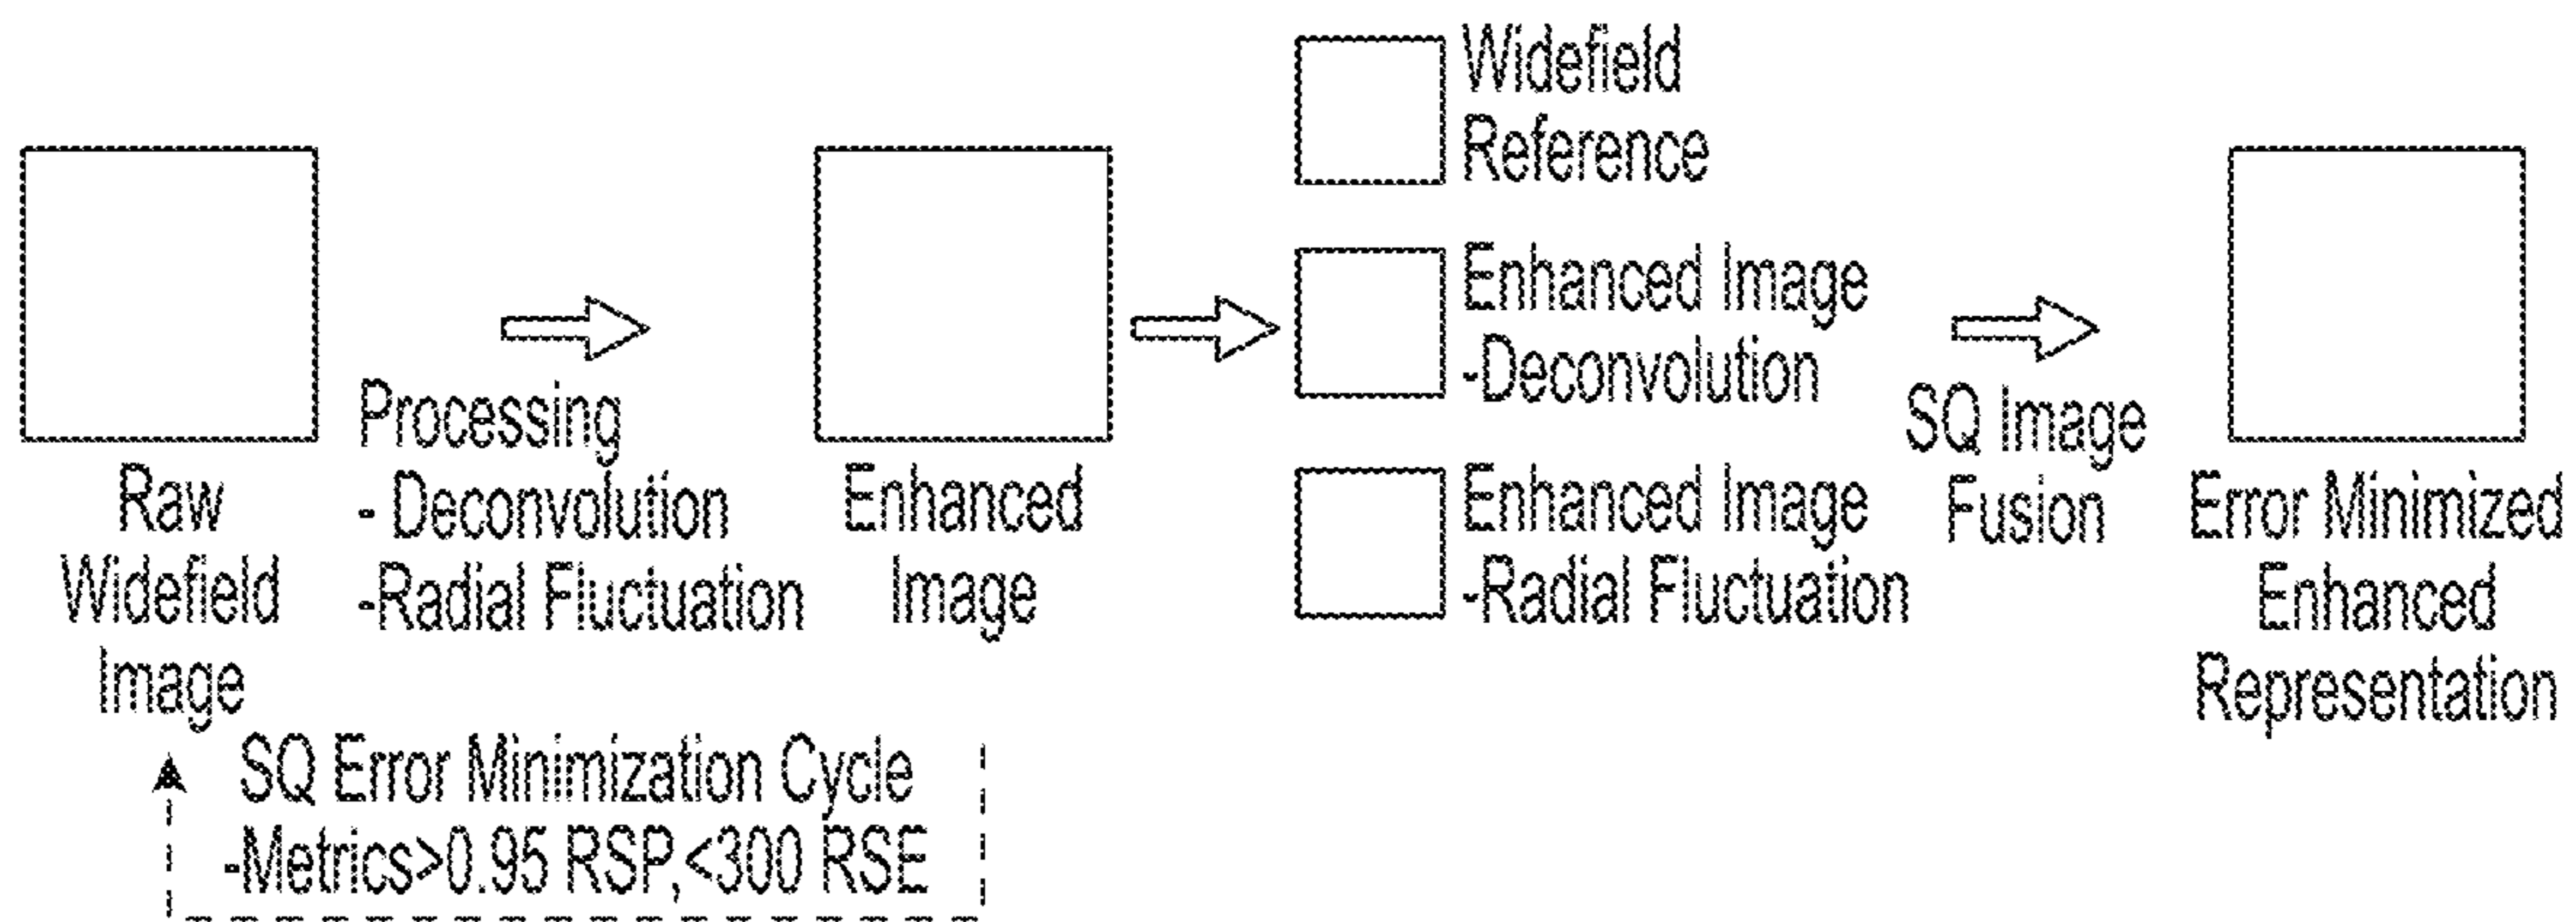 Raw
Widefield
Image
Processing
- Deconvolution
-Radial Fluctuation
Enhanced
Image
SQ Error Minimization Cycle
-Metrics>0.95 RSP,<300 RSE
Widefield
Reference
Enhanced Image
-Deconvolution
Enhanced Image
-Radial Fluctuation
SQ Image
Fusion
Error Minimized
Enhanced
Representation